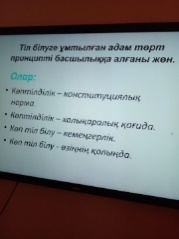 Тіл білуге ұмтылған адам төрт
принципті басшылыққа алғаны жөн.
Олар:
• Көптілділік – конституциялық
норма.
• Көптілділік – халықаралық қағида.
• Көп тіл білу – кемеңгерлік.
• Көп тіл білу - өзіңнің қолыңда.